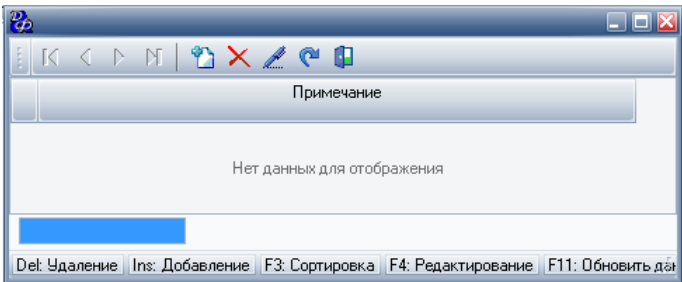 Примечание
Нет данных для отображения
Del: Удаление Ins: Добавление F3: Сортировка F4: Редактирование F11: Обновить